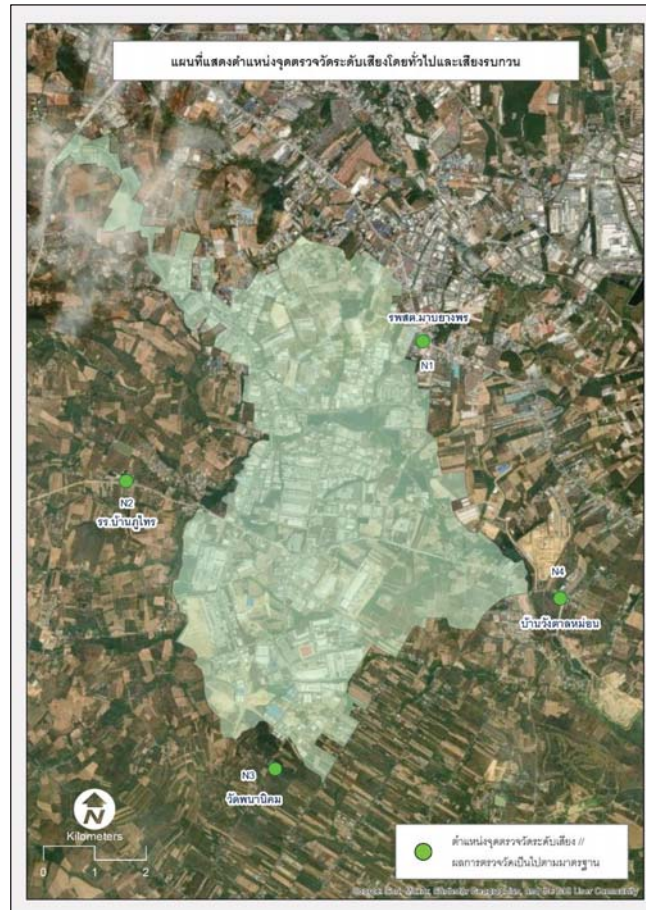 แผนที่แสดงตำแหน่งจุดตรวจวัดระดับเสียงโดยทั่วไปและเสียงรบกวน
รพสต.มาบยางพร
N1
N2
รร.บ้านภูไทร
N4
บ้านวังตาลหม่อน
N3
วัดพนานิคม
N
Kilometers
0 1 2
ตำแหน่งจุดตรวจวัดระดับเสียง //
ผลการตรวจวัดเป็นไปตามมาตรฐาน
and the GIS User Community